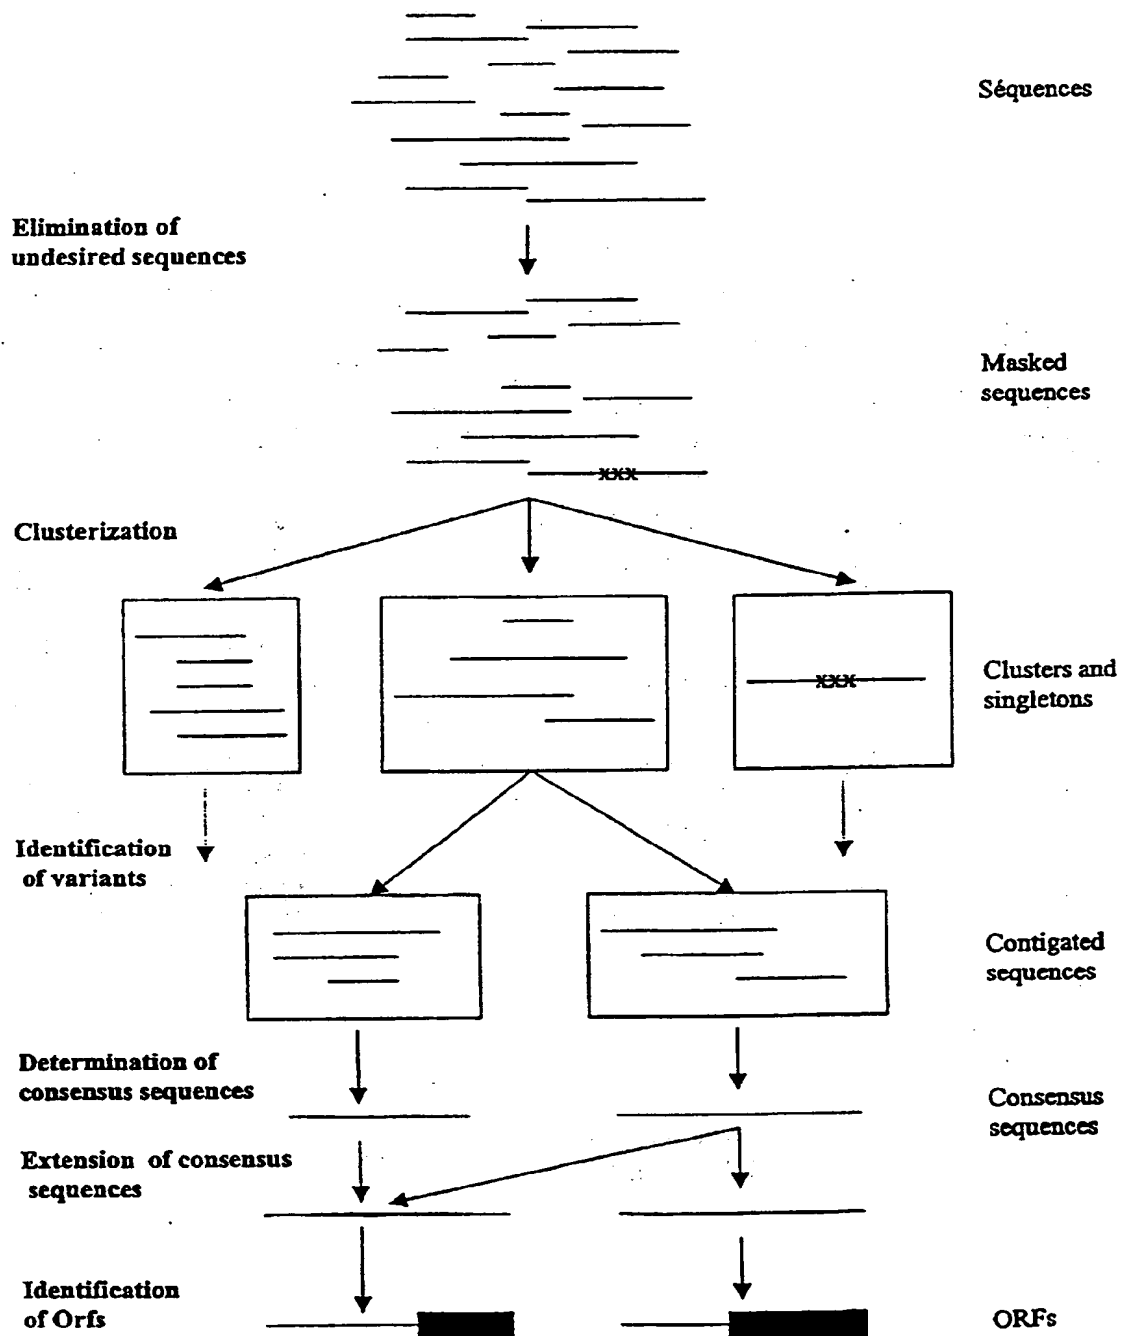 Séquences
Elimination of
undesired sequences
Masked
sequences
xxx
Clusterization
xxx
Clusters and
singletons
Identification
of variants
Contigated
sequences
Determination of
consensus sequences
Consensus
sequences
Extension of consensus
sequences
Identification
of Orfs
ORFs